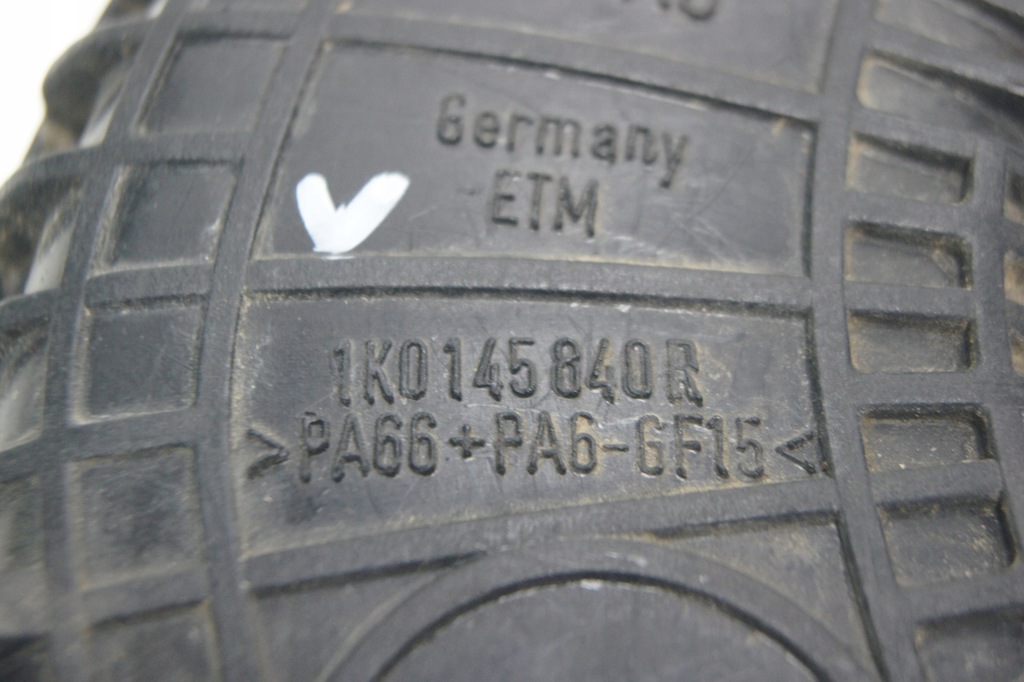 Germany
ETM
1K0145840R
>PA66+PA6-GF15<